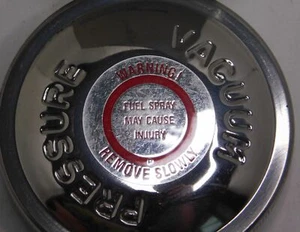 PRESSURE
VACUUM
WARNING!
FUEL SPRAY
MAY CAUSE
INJURY
REMOVE SLOWLY